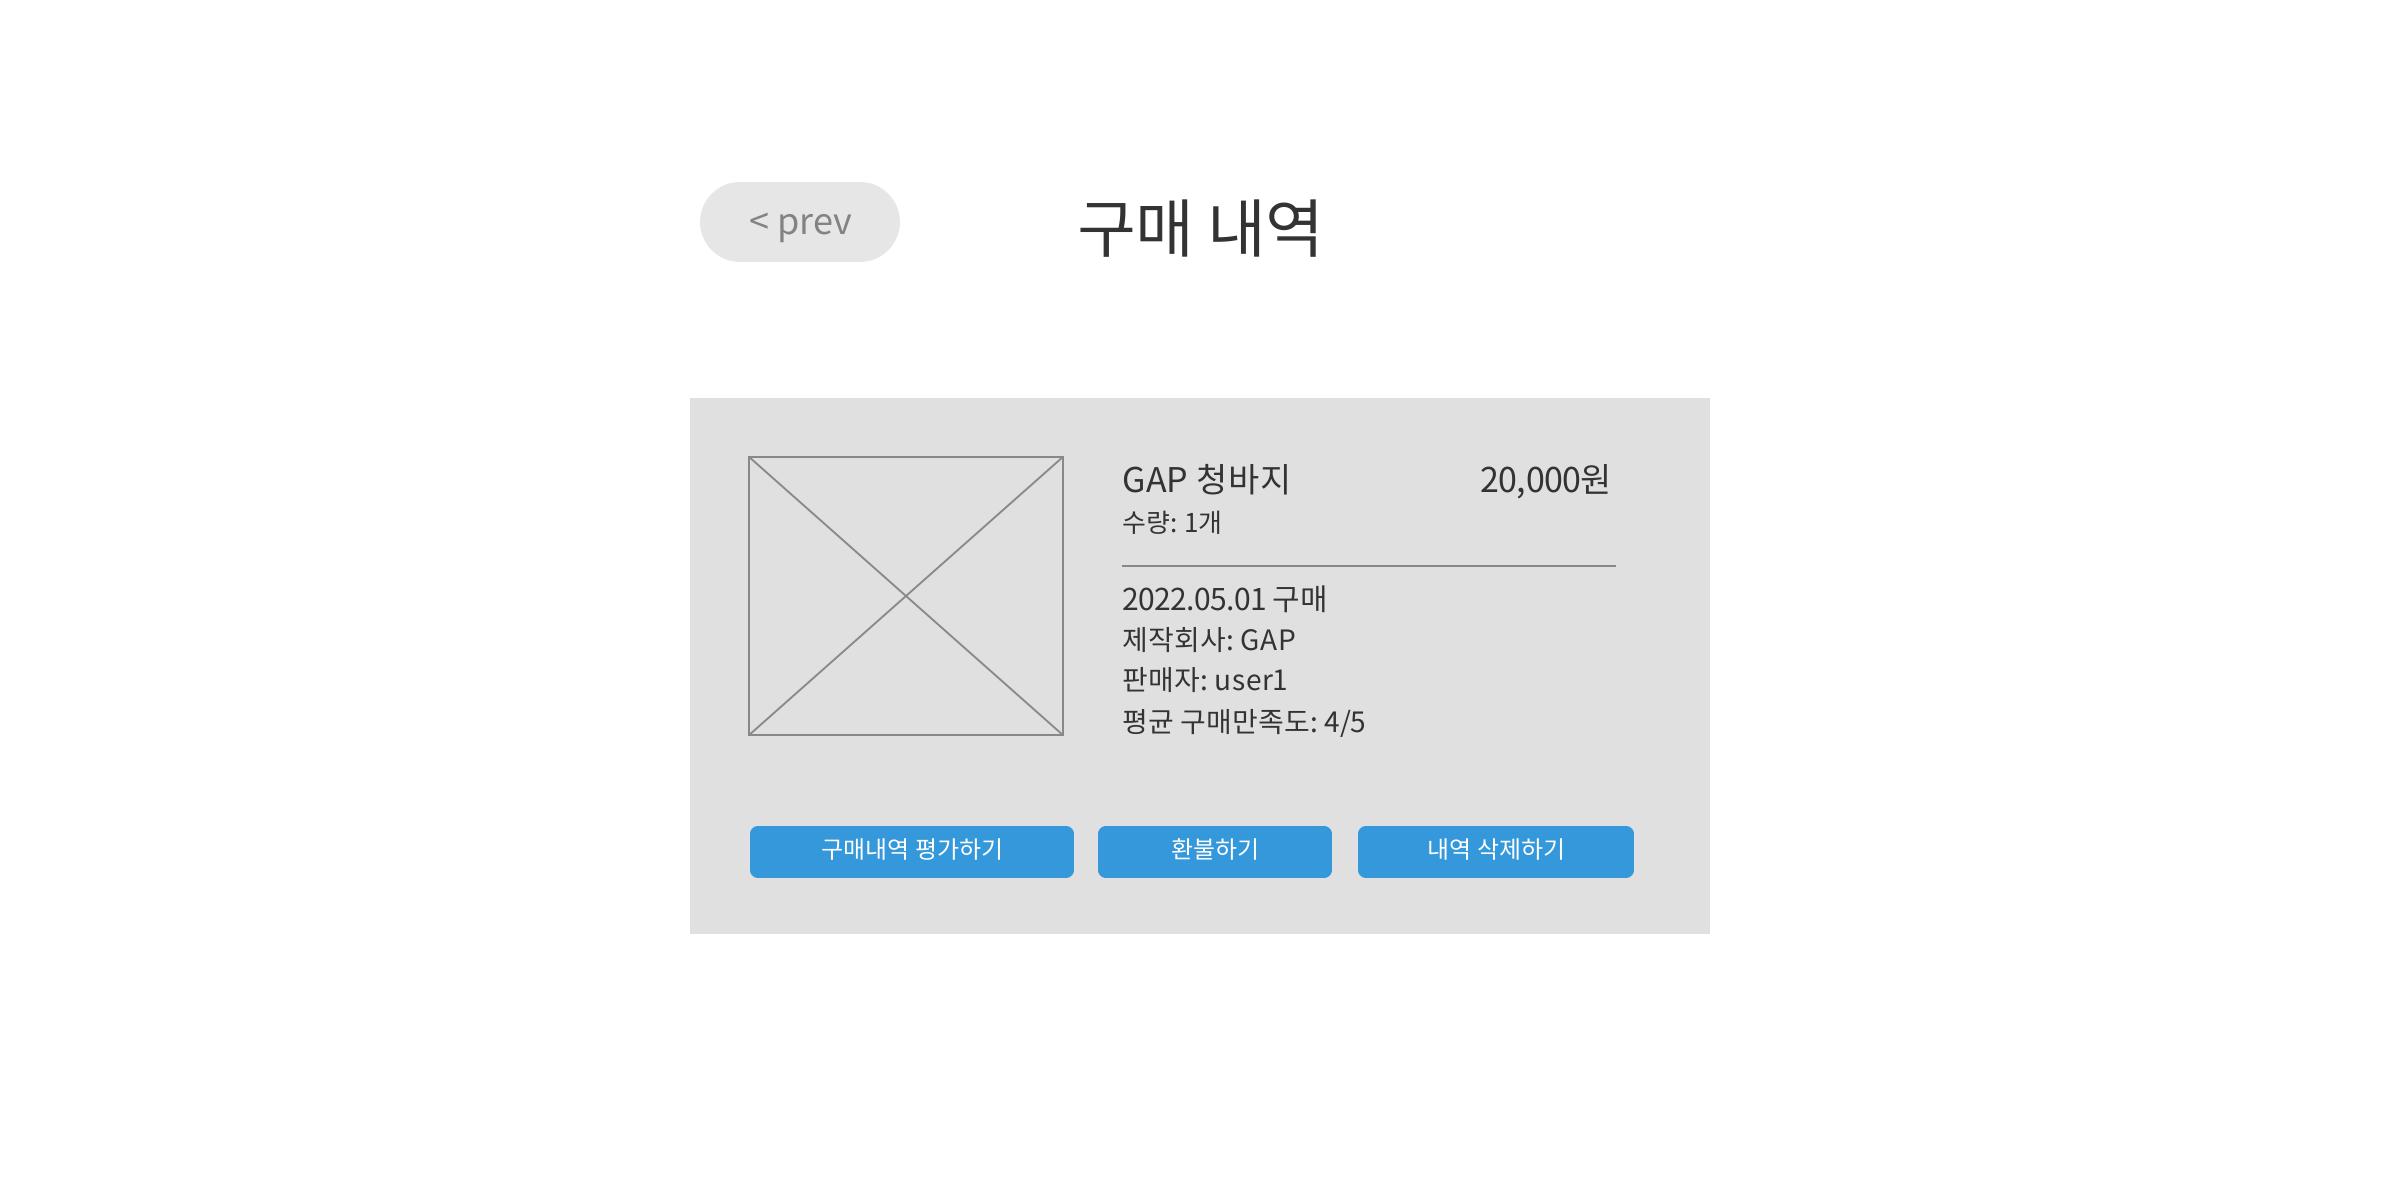 < prev
구매 내역
GAP 청바지
20,000원
수량: 1개
2022.05.01 구매
제작회사: GAP
판매자: user1
평균 구매만족도: 4/5
구매내역 평가하기
환불하기
내역 삭제하기